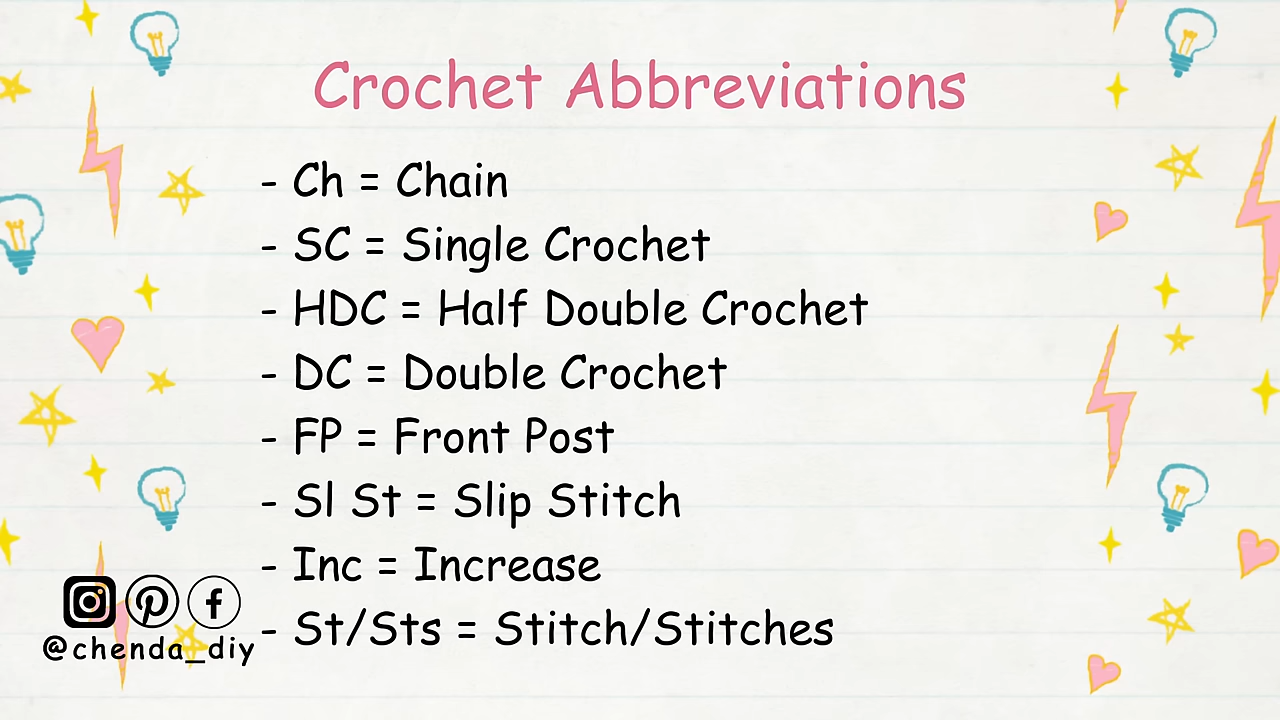 Crochet Abbreviations
- Ch = Chain
- SC = Single Crochet
- HDC = Half Double Crochet
- DC = Double Crochet
- FP = Front Post
- Sl St = Slip Stitch
- Inc = Increase
- St/Sts = Stitch/Stitches
@chenda_diy